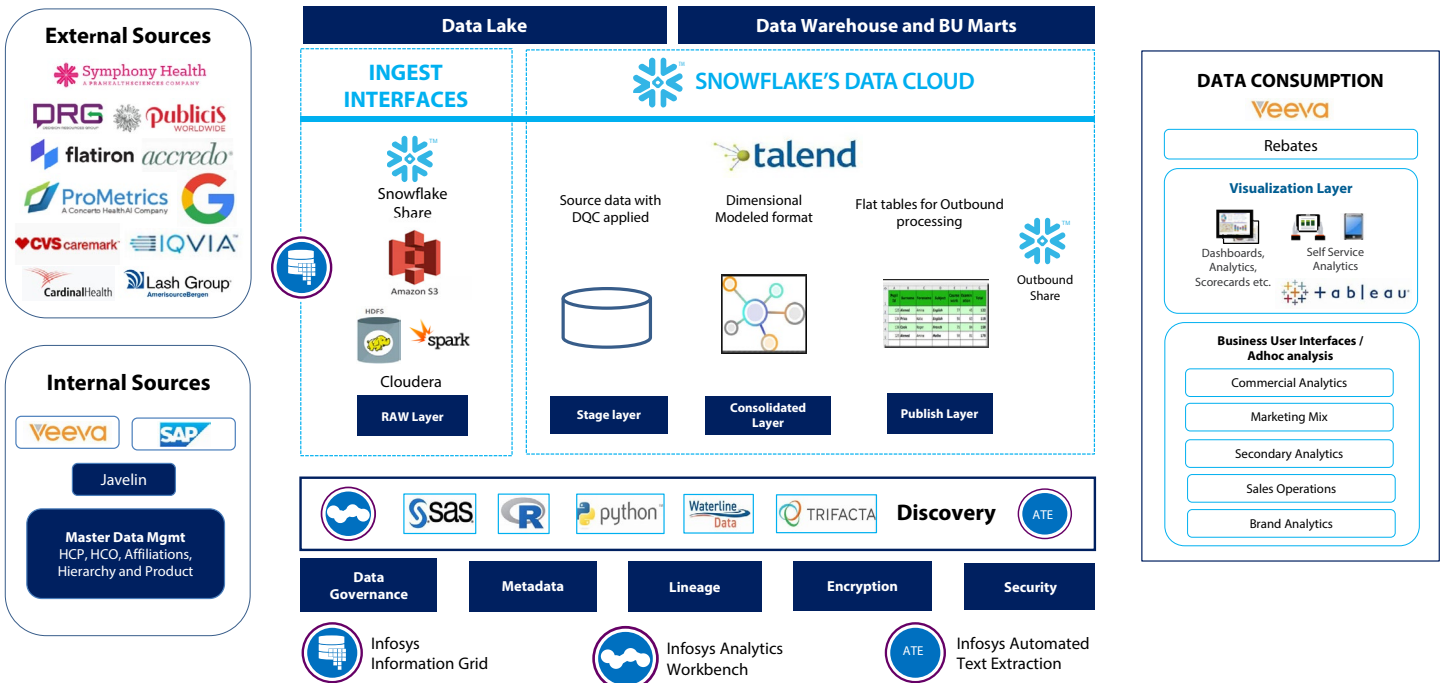 External Sources
Symphony Health
A PRAHEALTHSCIENCES COMPANY
DRG
DECISION RESOURCES GROUP
publicis
WORLDWIDE
flatiron
accredo
ProMetrics
A Concerto HealthAI Company
G
CVS caremark
IQVIA
CardinalHealth
Lash Group
AmerisourceBergen
Internal Sources
Veeva
SAP
Javelin
Master Data Mgmt
HCP, HCO, Affiliations,
Hierarchy and Product
Data Lake
Data Warehouse and BU Marts
INGEST
INTERFACES
SNOWFLAKE'S DATA CLOUD
Snowflake
Share
Amazon S3
HDFS
Spark
Cloudera
RAW Layer
talend
Source data with
DQC applied
Dimensional
Modeled format
Flat tables for Outbound
processing
Outbound
Share
Stage layer
Consolidated
Layer
Publish Layer
sas
R
python
Waterline
Data
TRIFACTA
Discovery
ATE
Data
Governance
Metadata
Lineage
Encryption
Security
Infosys
Information Grid
Infosys Analytics
Workbench
ATE
Infosys Automated
Text Extraction
DATA CONSUMPTION
Veeva
Rebates
Visualization Layer
Dashboards,
Analytics,
Scorecards etc.
Self Service
Analytics
+ a b | e a u
Business User Interfaces /
Adhoc analysis
Commercial Analytics
Marketing Mix
Secondary Analytics
Sales Operations
Brand Analytics